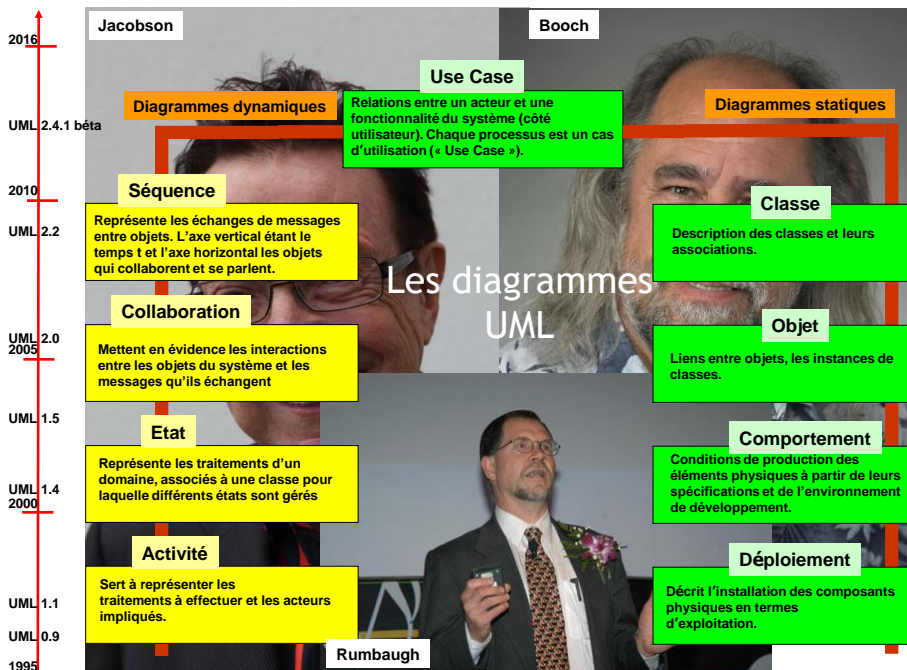 Jacobson
Booch
2016
Use Case
Diagrammes dynamiques
Diagrammes statiques
Relations entre un acteur et une
fonctionnalité du système (côté
utilisateur). Chaque processus est un cas
d'utilisation (« Use Case »).
UML 2.4.1 béta
2010
UML 2.2
Séquence
Représente les échanges de messages
entre objets. L'axe vertical étant le
temps t et l'axe horizontal les objets
qui collaborent et se parlent.
Classe
Description des classes et leurs
associations.
Les diagrammes
UML
UML 2.0
2005
Collaboration
Mettent en évidence les interactions
entre les objets du système et les
messages qu'ils échangent
Objet
Liens entre objets, les instances de
classes.
UML 1.5
Etat
Représente les traitements d'un
domaine, associés à une classe pour
laquelle différents états sont gérés
Comportement
Conditions de production des
éléments physiques à partir de leurs
spécifications et de l'environnement
de développement.
UML 1.4
2000
Activité
Sert à représenter les
traitements à effectuer et les acteurs
impliqués.
Déploiement
Décrit l'installation des composants
physiques en termes
d'exploitation.
UML 1.1
UML 0.9
1995
Rumbaugh